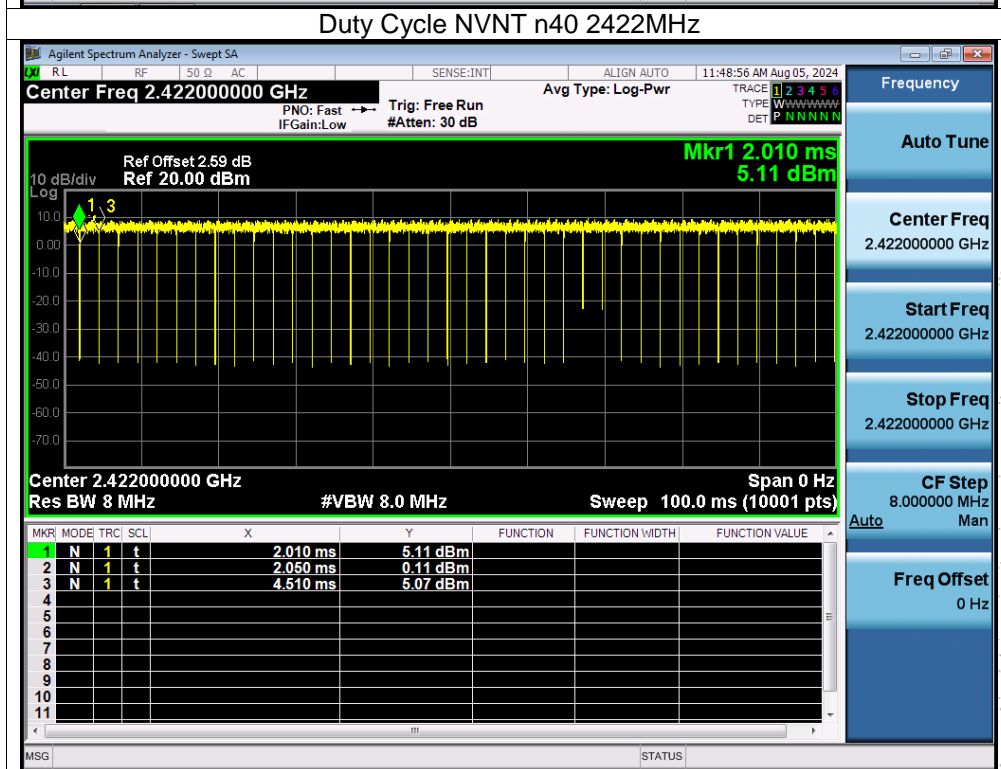 Duty Cycle NVNT n40 2422MHz
Agilent Spectrum Analyzer - Swept SA
LXI RL RF 50 Ω AC SENSE:INT ALIGN AUTO 11:48:56 AM Aug 05, 2024
Center Freq 2.422000000 GHz Avg Type: Log-Pwr TRACE 1 2 3 4 5 6
PNO: Fast Trig: Free Run TYPE WWWWWW
IFGain:Low #Atten: 30 dB DET P N N N N N
Frequency
Auto Tune
Ref Offset 2.59 dB Mkr1 2.010 ms
10 dB/div Ref 20.00 dBm 5.11 dBm
Log
1 3
10.0
0.00
-10.0
-20.0
-30.0
-40.0
-50.0
-60.0
-70.0
Center 2.422000000 GHz Span 0 Hz
Res BW 8 MHz #VBW 8.0 MHz Sweep 100.0 ms (10001 pts)
Center Freq
2.422000000 GHz
Start Freq
2.422000000 GHz
Stop Freq
2.422000000 GHz
CF Step
8.000000 MHz
Auto Man
Freq Offset
0 Hz
MKR MODE TRC SCL X Y FUNCTION FUNCTION WIDTH FUNCTION VALUE
1 N 1 t 2.010 ms 5.11 dBm
2 N 1 t 2.050 ms 0.11 dBm
3 N 1 t 4.510 ms 5.07 dBm
4
5
6
7
8
9
10
11
MSG STATUS